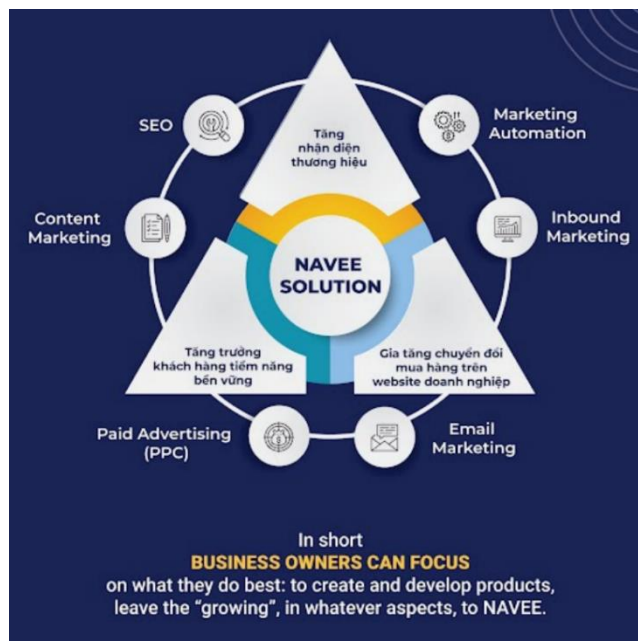 SEO
Marketing
Automation
Tăng
nhận diện
thương hiệu
Content
Marketing
Inbound
Marketing
NAVEE
SOLUTION
Tăng trưởng
khách hàng tiềm năng
bền vững
Gia tăng chuyển đổi
mua hàng trên
website doanh nghiệp
Paid Advertising
(PPC)
Email
Marketing
In short
BUSINESS OWNERS CAN FOCUS
on what they do best: to create and develop products,
leave the “growing”, in whatever aspects, to NAVEE.